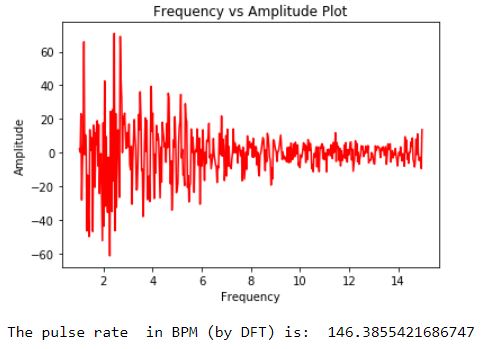 Frequency vs Amplitude Plot
60
40
20
0
−20
−40
−60
Amplitude
2 4 6 8 10 12 14
Frequency
The pulse rate  in BPM (by DFT) is:  146.3855421686747